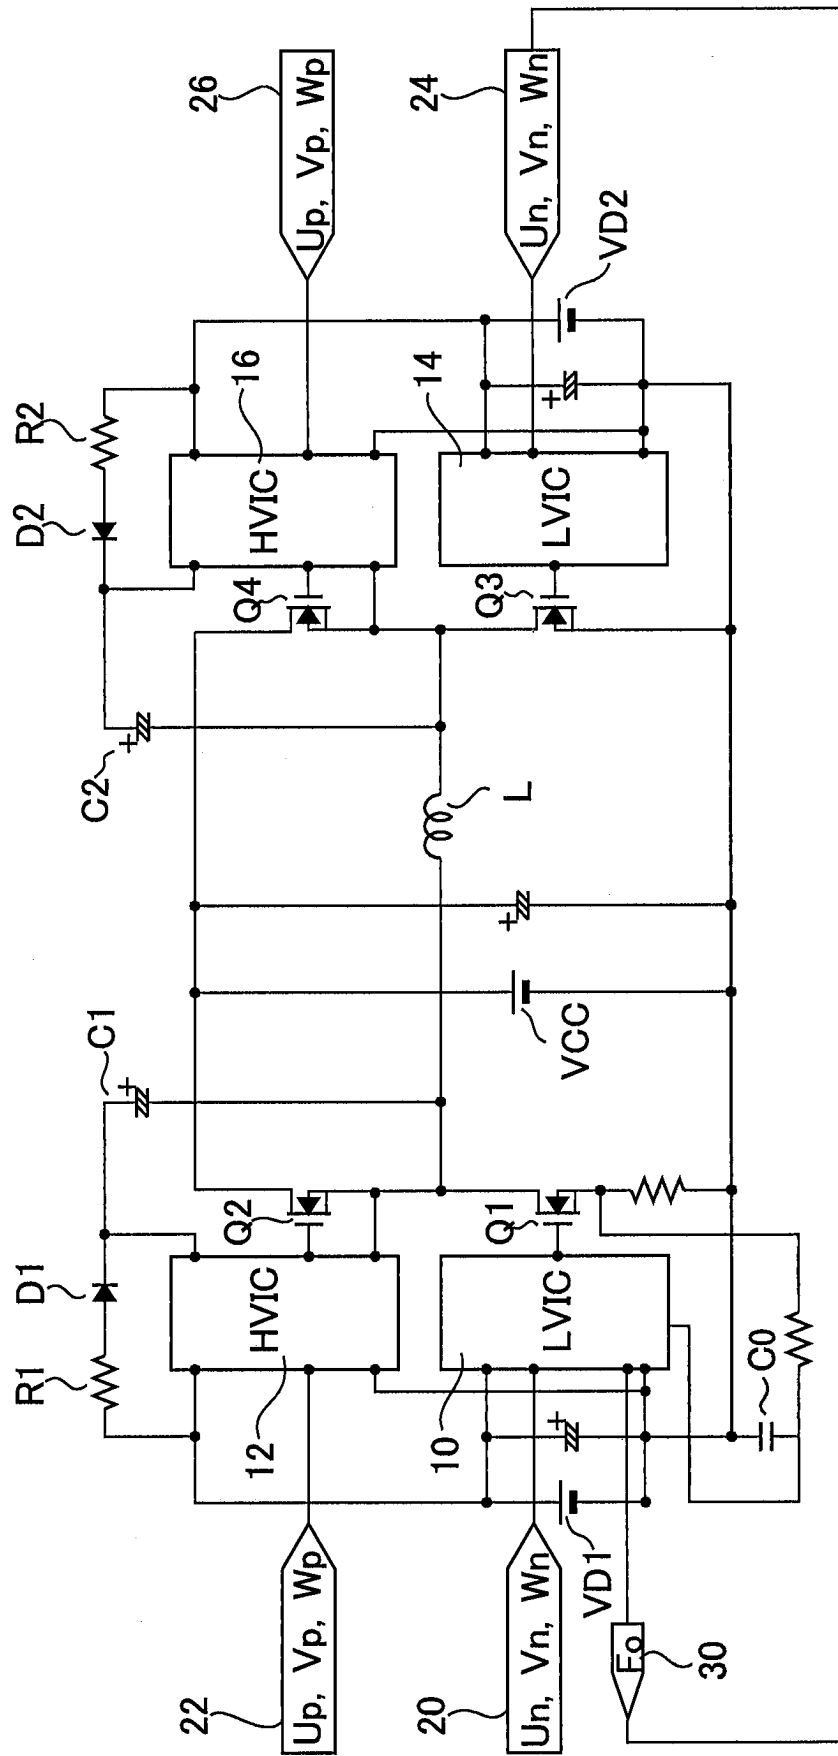 R1
D1
C1
C2
D2
R2
22
Up, Vp, Wp
12
HVIC
Q2
Q4
HVIC
16
Up, Vp, Wp
26
L
20
Un, Vn, Wn
10
LVIC
Q1
VCC
Q3
LVIC
14
Un, Vn, Wn
24
VD1
C0
VD2
Fo
30
+
+
+
+
+